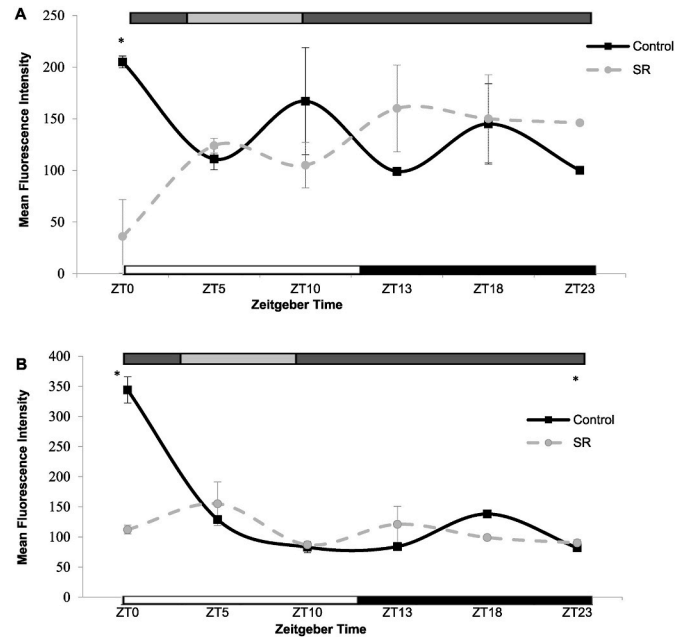 A
250
200
150
100
50
0
Mean Fluorescence Intensity
*
Control
SR
ZT0 ZT5 ZT10 ZT13 ZT18 ZT23
Zeitgeber Time
B
400
350
300
250
200
150
100
50
0
Mean Fluorescence Intensity
*
*
Control
SR
ZT0 ZT5 ZT10 ZT13 ZT18 ZT23
Zeitgeber Time